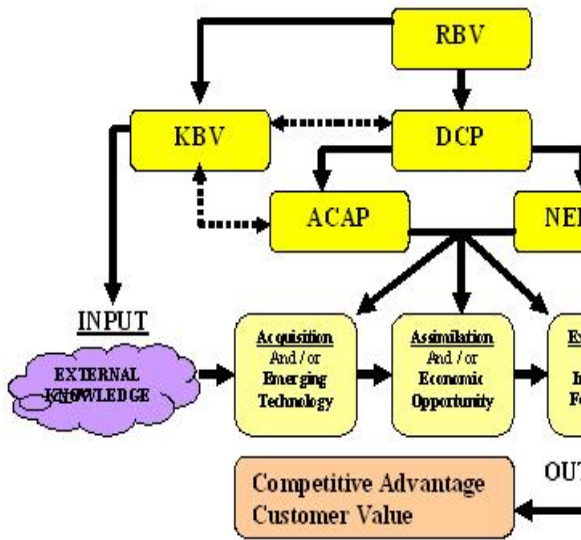 RBV
KBV
DCP
ACAP
INPUT
EXTERNAL
KNOWLEDGE
Acquisition
And / or
Emerging
Technology
Assimilation
And / or
Economic
Opportunity
Competitive Advantage
Customer Value